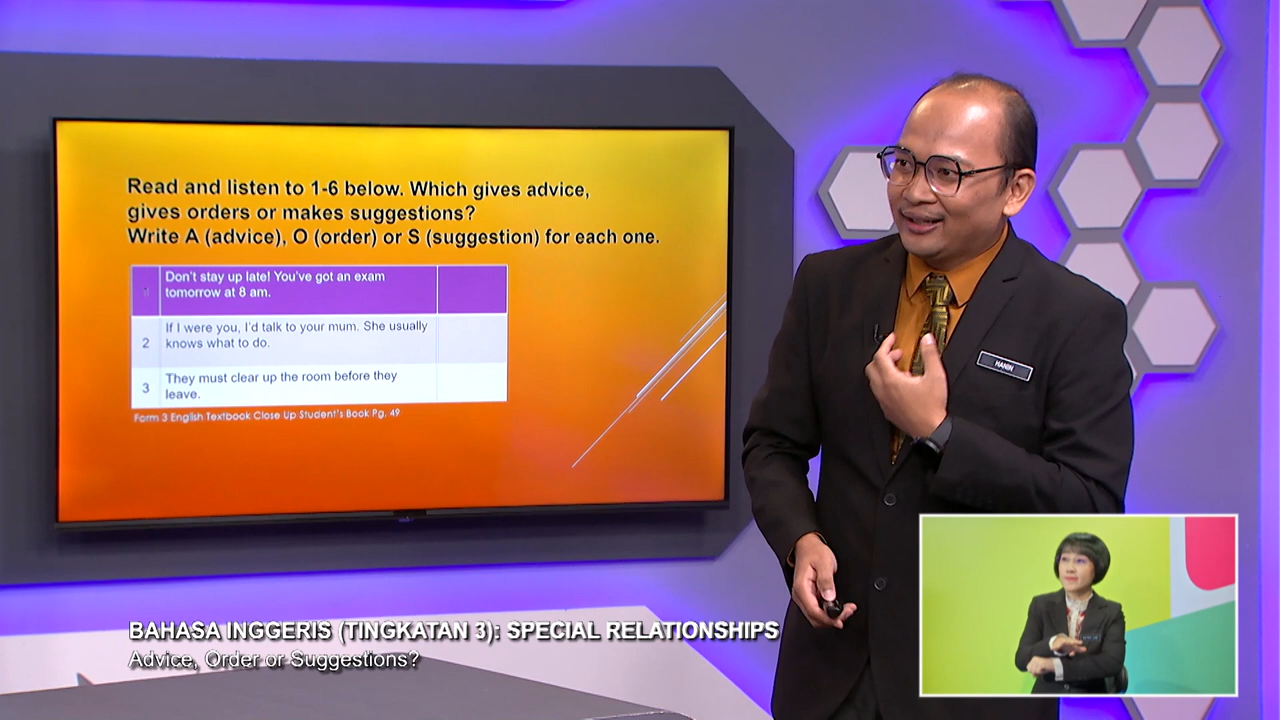 Read and listen to 1-6 below. Which gives advice,
gives orders or makes suggestions?
Write A (advice), O (order) or S (suggestion) for each one.
Don't stay up late! You've got an exam
tomorrow at 8 am.
2
If I were you, I'd talk to your mum. She usually
knows what to do.
3
They must clear up the room before they
leave.
Form 3 English Textbook Close Up Student's Book Pg. 49
HANIN
BAHASA INGGERIS (TINGKATAN 3): SPECIAL RELATIONSHIPS
Advice, Order or Suggestions?